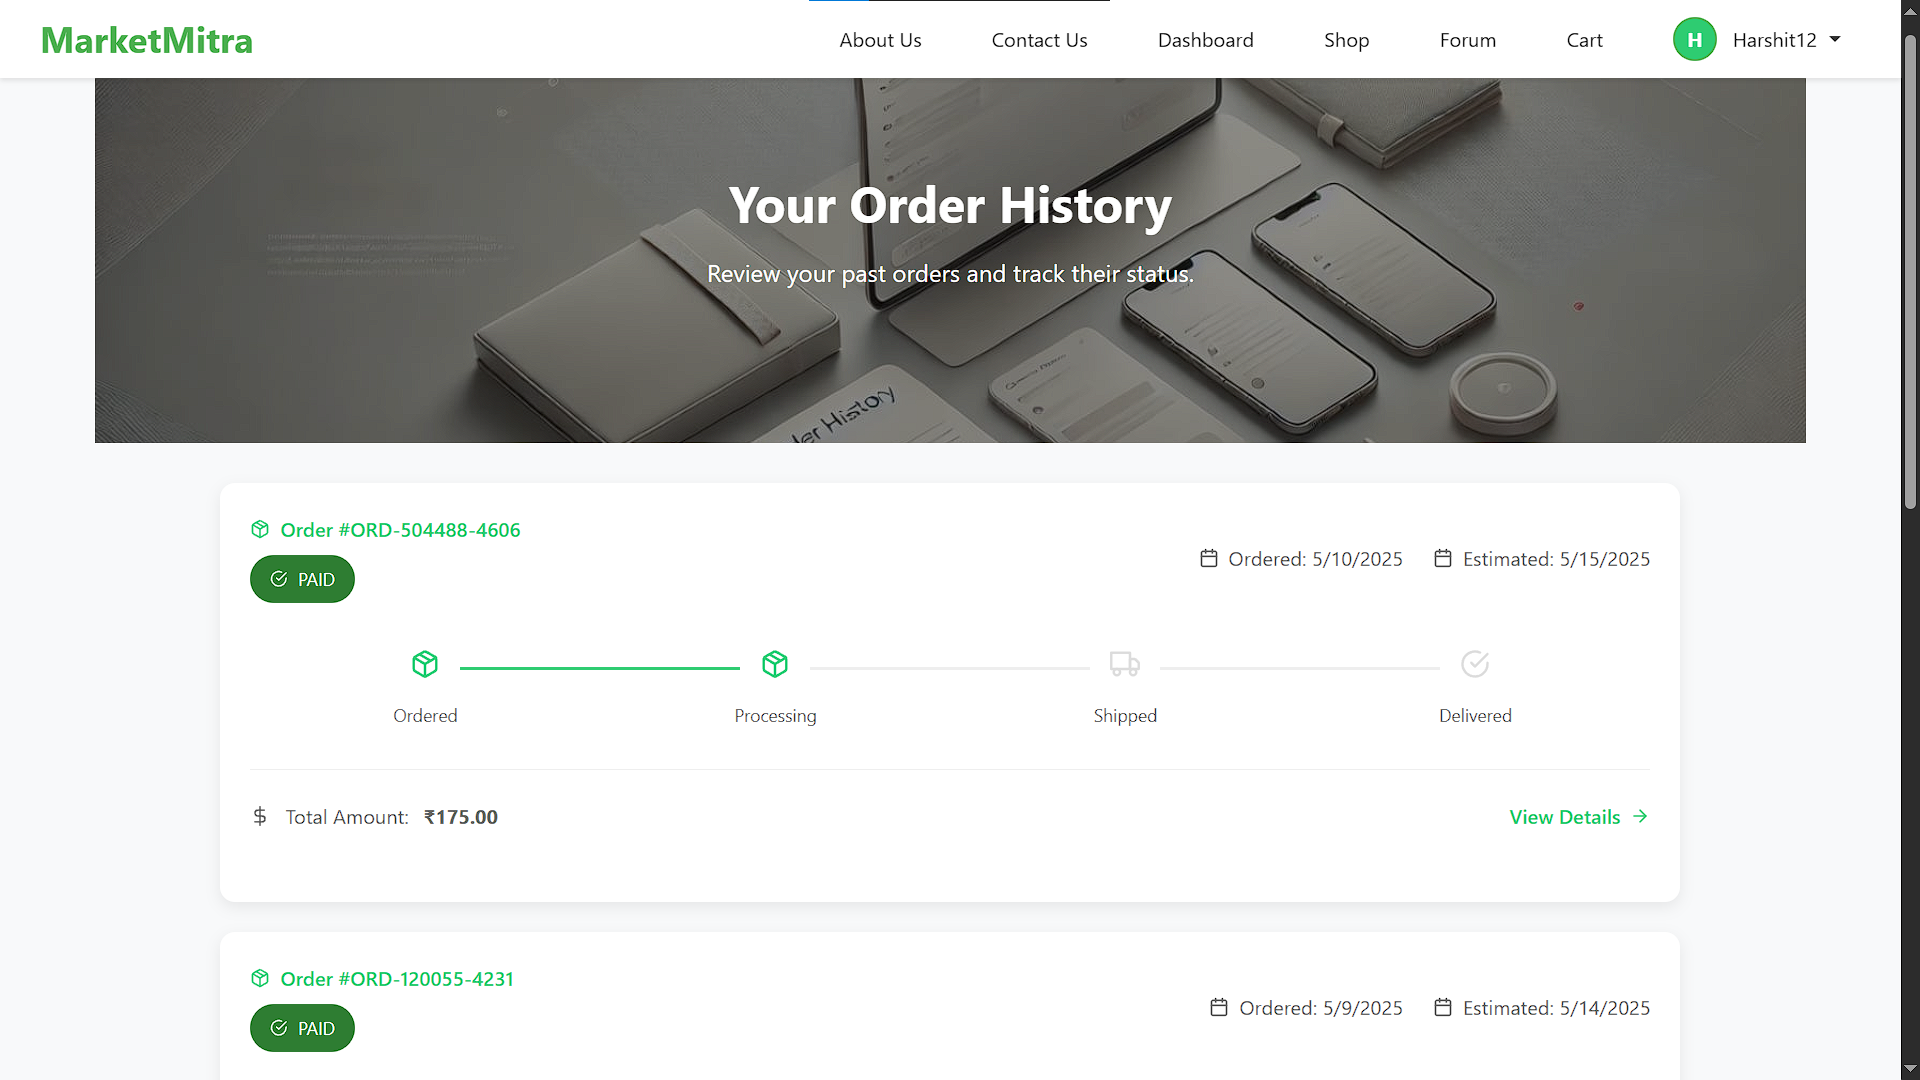 MarketMitra
About Us
Contact Us
Dashboard
Shop
Forum
Cart
H
Harshit12
Your Order History
Review your past orders and track their status.
History
Order #ORD-504488-4606
PAID
Ordered: 5/10/2025
Estimated: 5/15/2025
Ordered
Processing
Shipped
Delivered
$ Total Amount: ₹175.00
View Details
Order #ORD-120055-4231
PAID
Ordered: 5/9/2025
Estimated: 5/14/2025